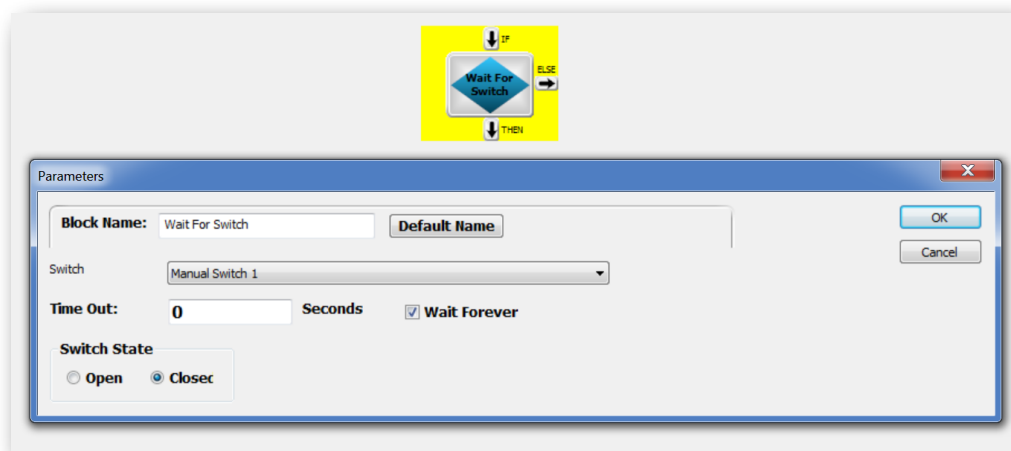 IF
Wait For
Switch
ELSE
THEN
Parameters
Block Name: Wait For Switch Default Name OK
Cancel
Switch Manual Switch 1
Time Out: 0 Seconds Wait Forever
Switch State
Open Closec